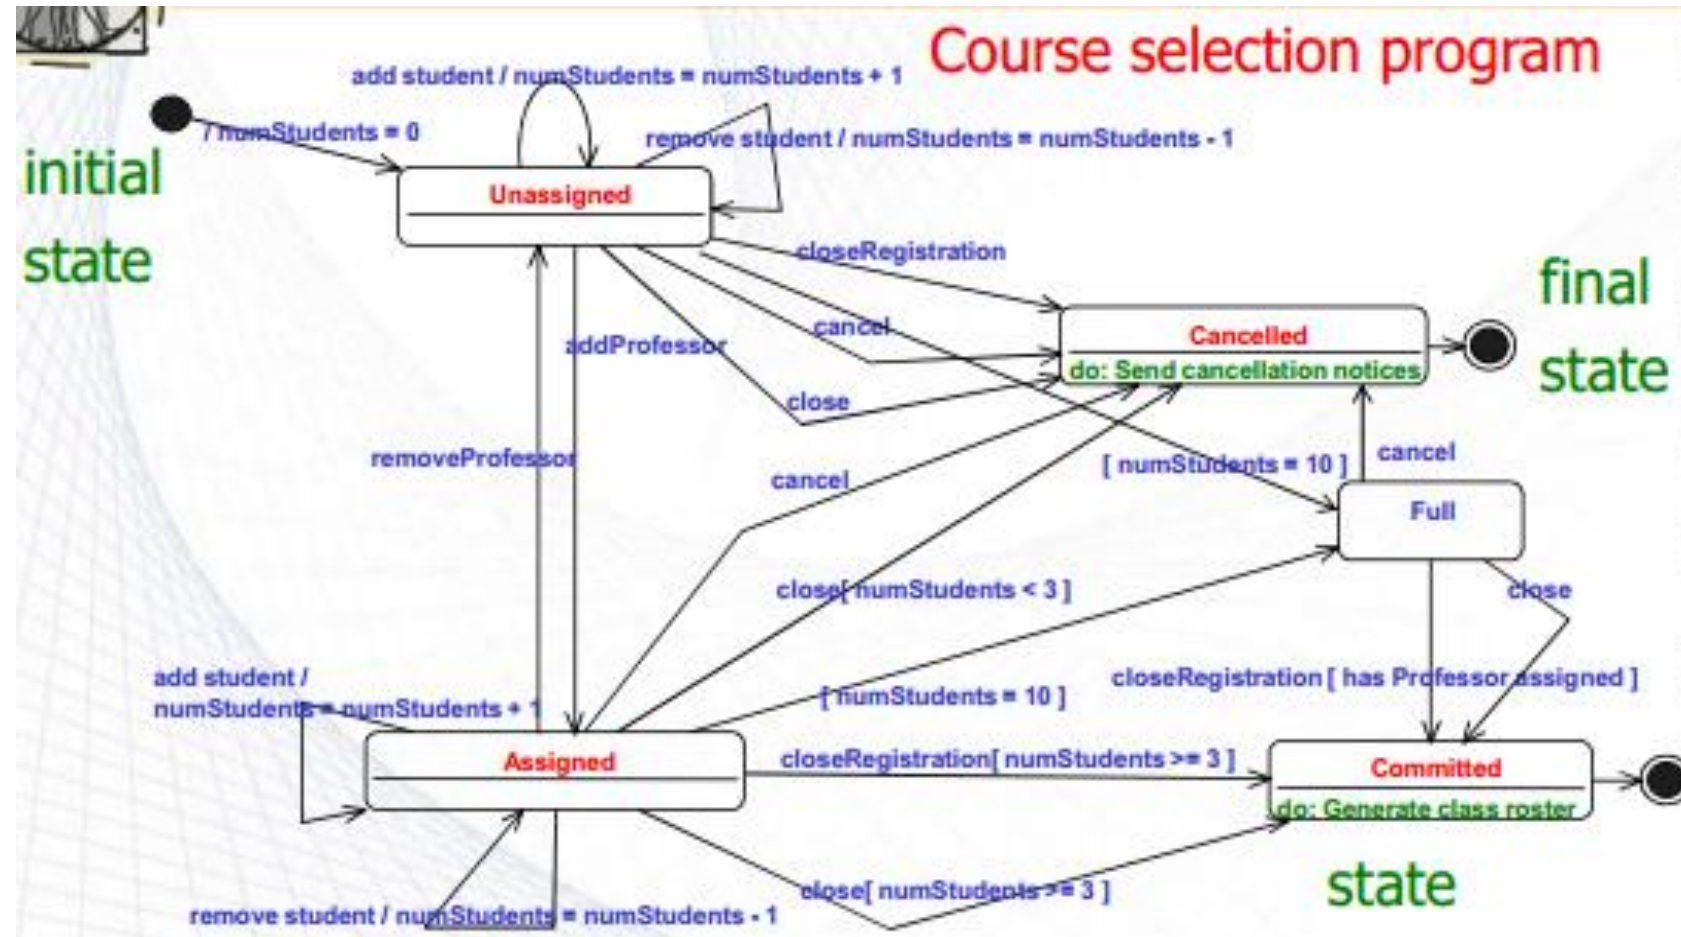 Course selection program
add student / numStudents = numStudents + 1
/ numStudents = 0
remove student / numStudents = numStudents - 1
initial
state
Unassigned
closeRegistration
final
state
cancel
addProfessor
Cancelled
do: Send cancellation notices
close
removeProfessor
cancel
[ numStudents = 10 ]
cancel
Full
close[ numStudents < 3 ]
close
add student /
numStudents = numStudents + 1
[ numStudents = 10 ]
closeRegistration [ has Professor assigned ]
Assigned
closeRegistration[ numStudents >= 3 ]
Committed
do: Generate class roster
close[ numStudents >= 3 ]
state
remove student / numStudents = numStudents - 1